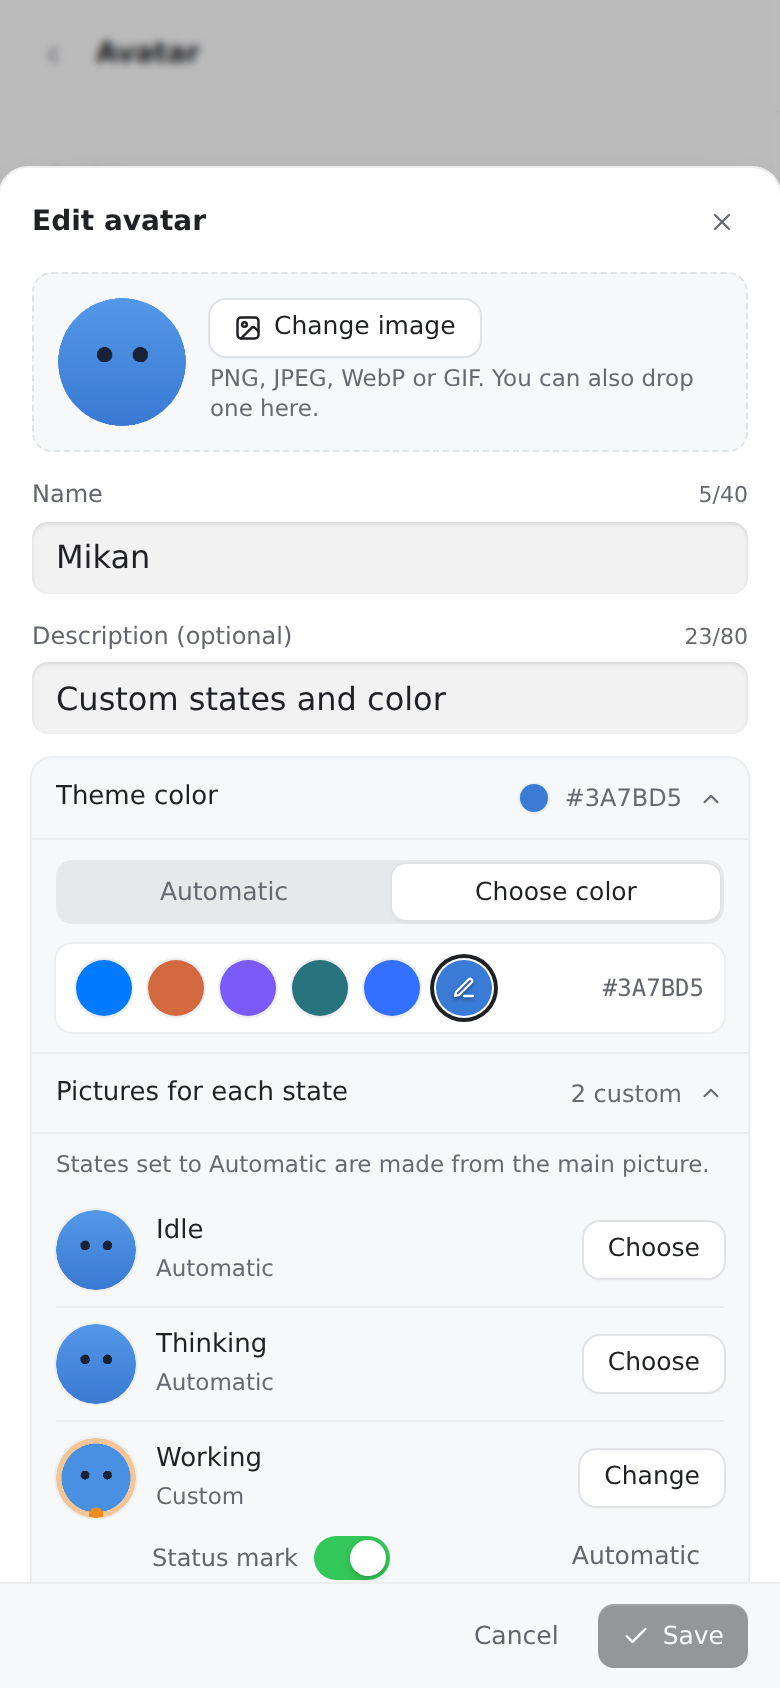 Avatar
Edit avatar
Change image
PNG, JPEG, WebP or GIF. You can also drop
one here.
Name
5/40
Mikan
Description (optional)
23/80
Custom states and color
Theme color
#3A7BD5
Automatic
Choose color
#3A7BD5
Pictures for each state
2 custom
States set to Automatic are made from the main picture.
Idle
Automatic
Choose
Thinking
Automatic
Choose
Working
Custom
Change
Status mark
Automatic
Cancel
Save